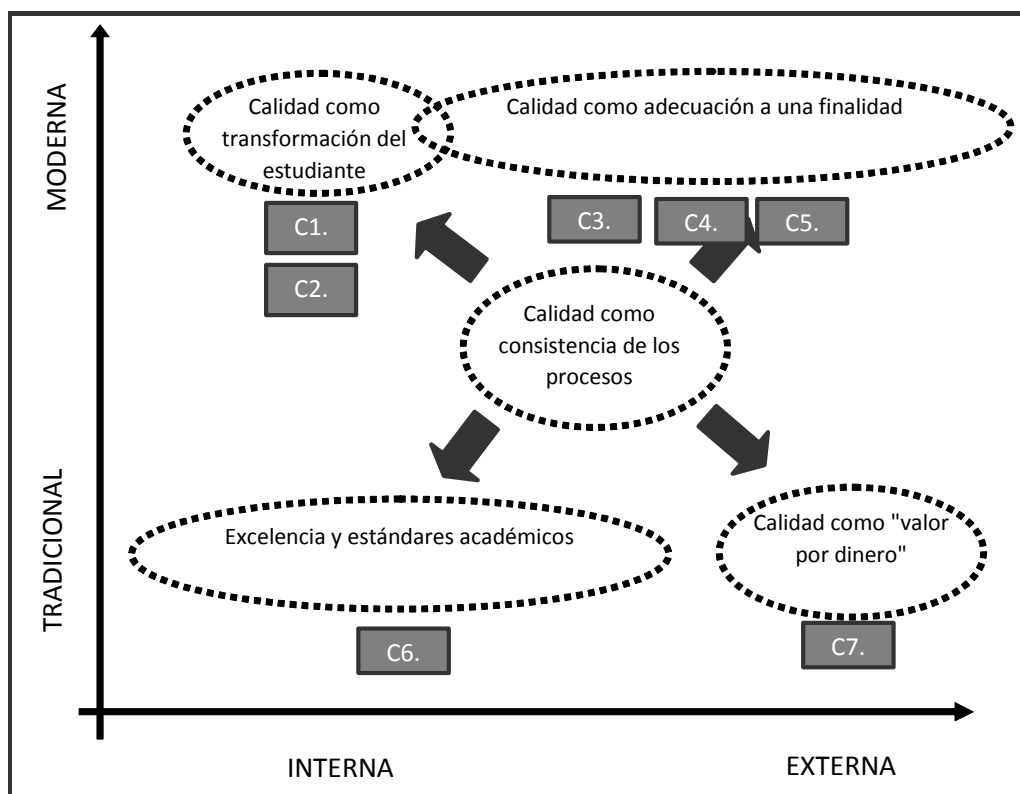 MODERNA
Calidad como
transformación del
estudiante
Calidad como adecuación a una finalidad
C1.
C2.
C3.
C4.
C5.
Calidad como
consistencia de los
procesos
TRADICIONAL
Excelencia y estándares académicos
Calidad como "valor
por dinero"
C6.
C7.
INTERNA
EXTERNA